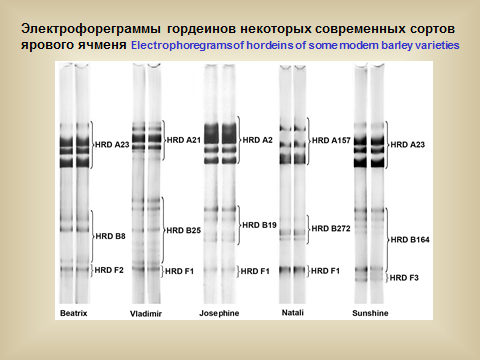 Электрофореграммы гордеинов некоторых современных сортов
ярового ячменя Electrophoregrams of hordeins of some modern barley varieties
HRD A23 HRD A21 HRD A2 HRD A157 HRD A23
HRD B8 HRD B25 HRD B19 HRD B272 HRD B164
HRD F2 HRD F1 HRD F1 HRD F1 HRD F3
Beatrix Vladimir Josephine Natali Sunshine